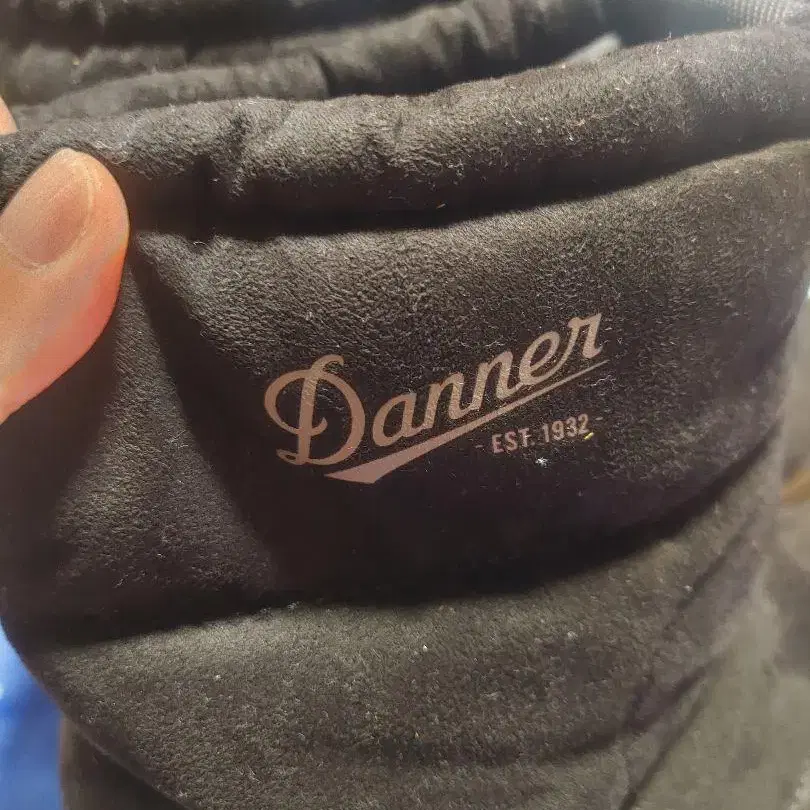 Danner
- EST. 1932 -